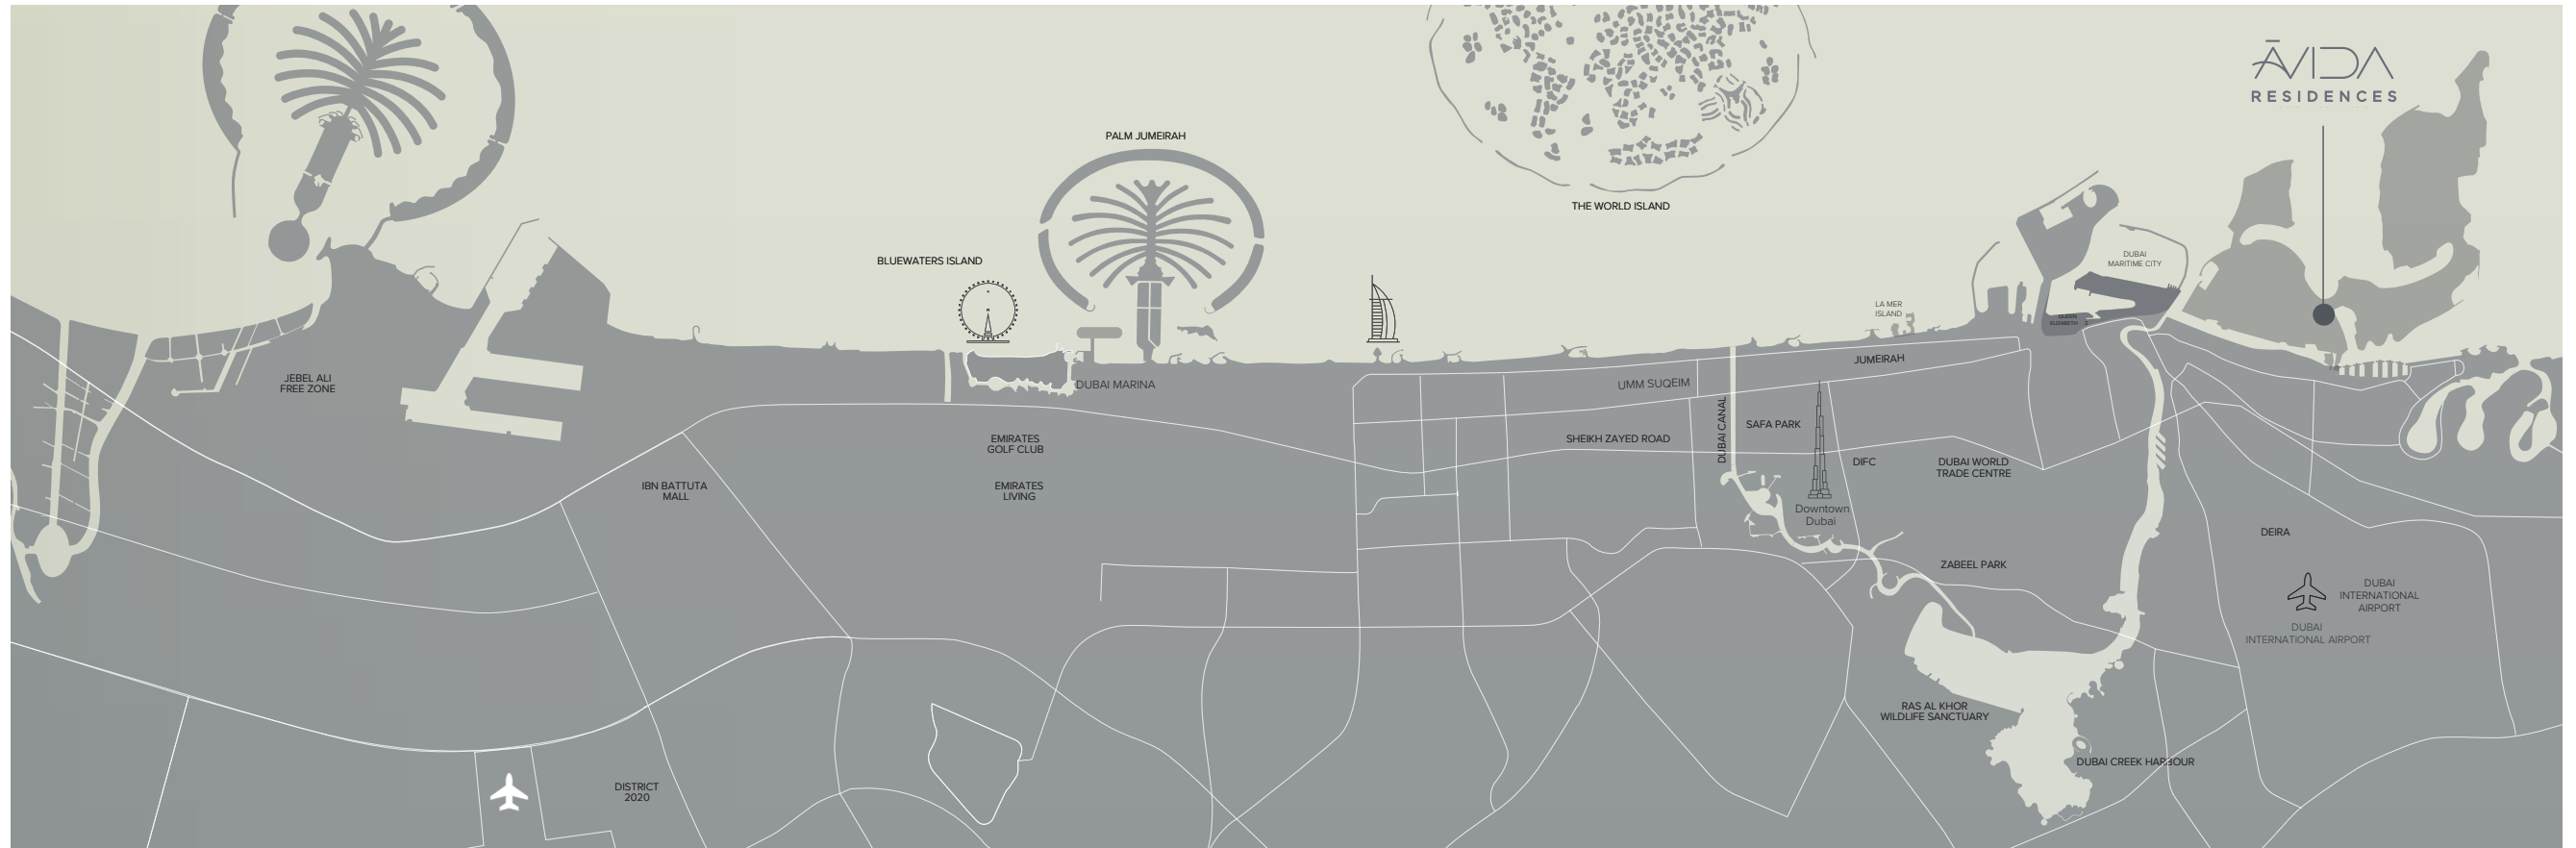 ĀVIDA
RESIDENCES
PALM JUMEIRAH
THE WORLD ISLAND
BLUEWATERS ISLAND
DUBAI
MARITIME CITY
LA MER
ISLAND
QUEEN
ELIZABETH 2
JEBEL ALI
FREE ZONE
DUBAI MARINA
UMM SUQEIM
JUMEIRAH
DUBAI CANAL
SAFA PARK
SHEIKH ZAYED ROAD
EMIRATES
GOLF CLUB
DIFC
DUBAI WORLD
TRADE CENTRE
IBN BATTUTA
MALL
EMIRATES
LIVING
Downtown
Dubai
DEIRA
ZABEEL PARK
DUBAI
INTERNATIONAL
AIRPORT
DUBAI
INTERNATIONAL AIRPORT
RAS AL KHOR
WILDLIFE SANCTUARY
DUBAI CREEK HARBOUR
DISTRICT
2020